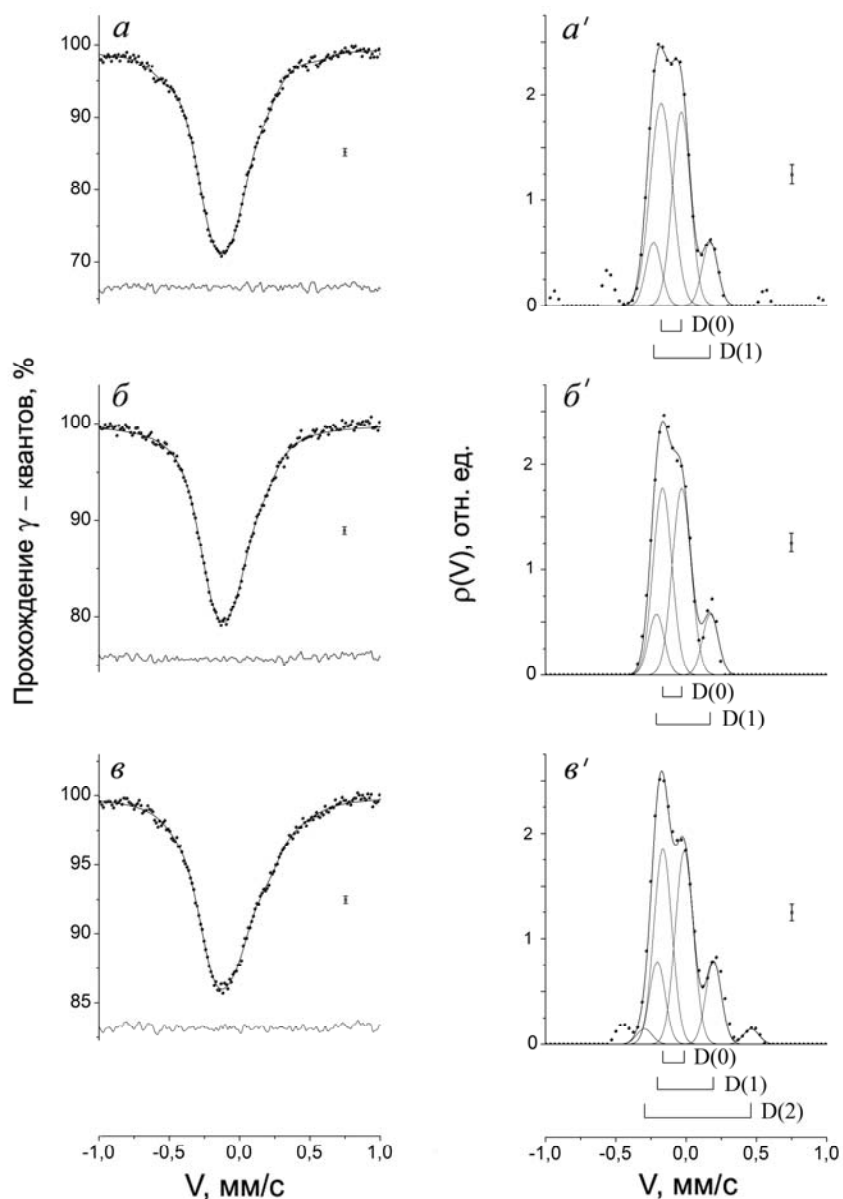 Прохождение γ – квантов, %
ρ(V), отн. ед.
а
100
90
80
70
а′
2
1
0
D(0)
D(1)
б
100
90
80
б′
2
1
0
D(0)
D(1)
в
100
95
90
85
в′
2
1
0
D(0)
D(1)
D(2)
-1,0 -0,5 0,0 0,5 1,0
V, мм/с
-1,0 -0,5 0,0 0,5 1,0
V, мм/с